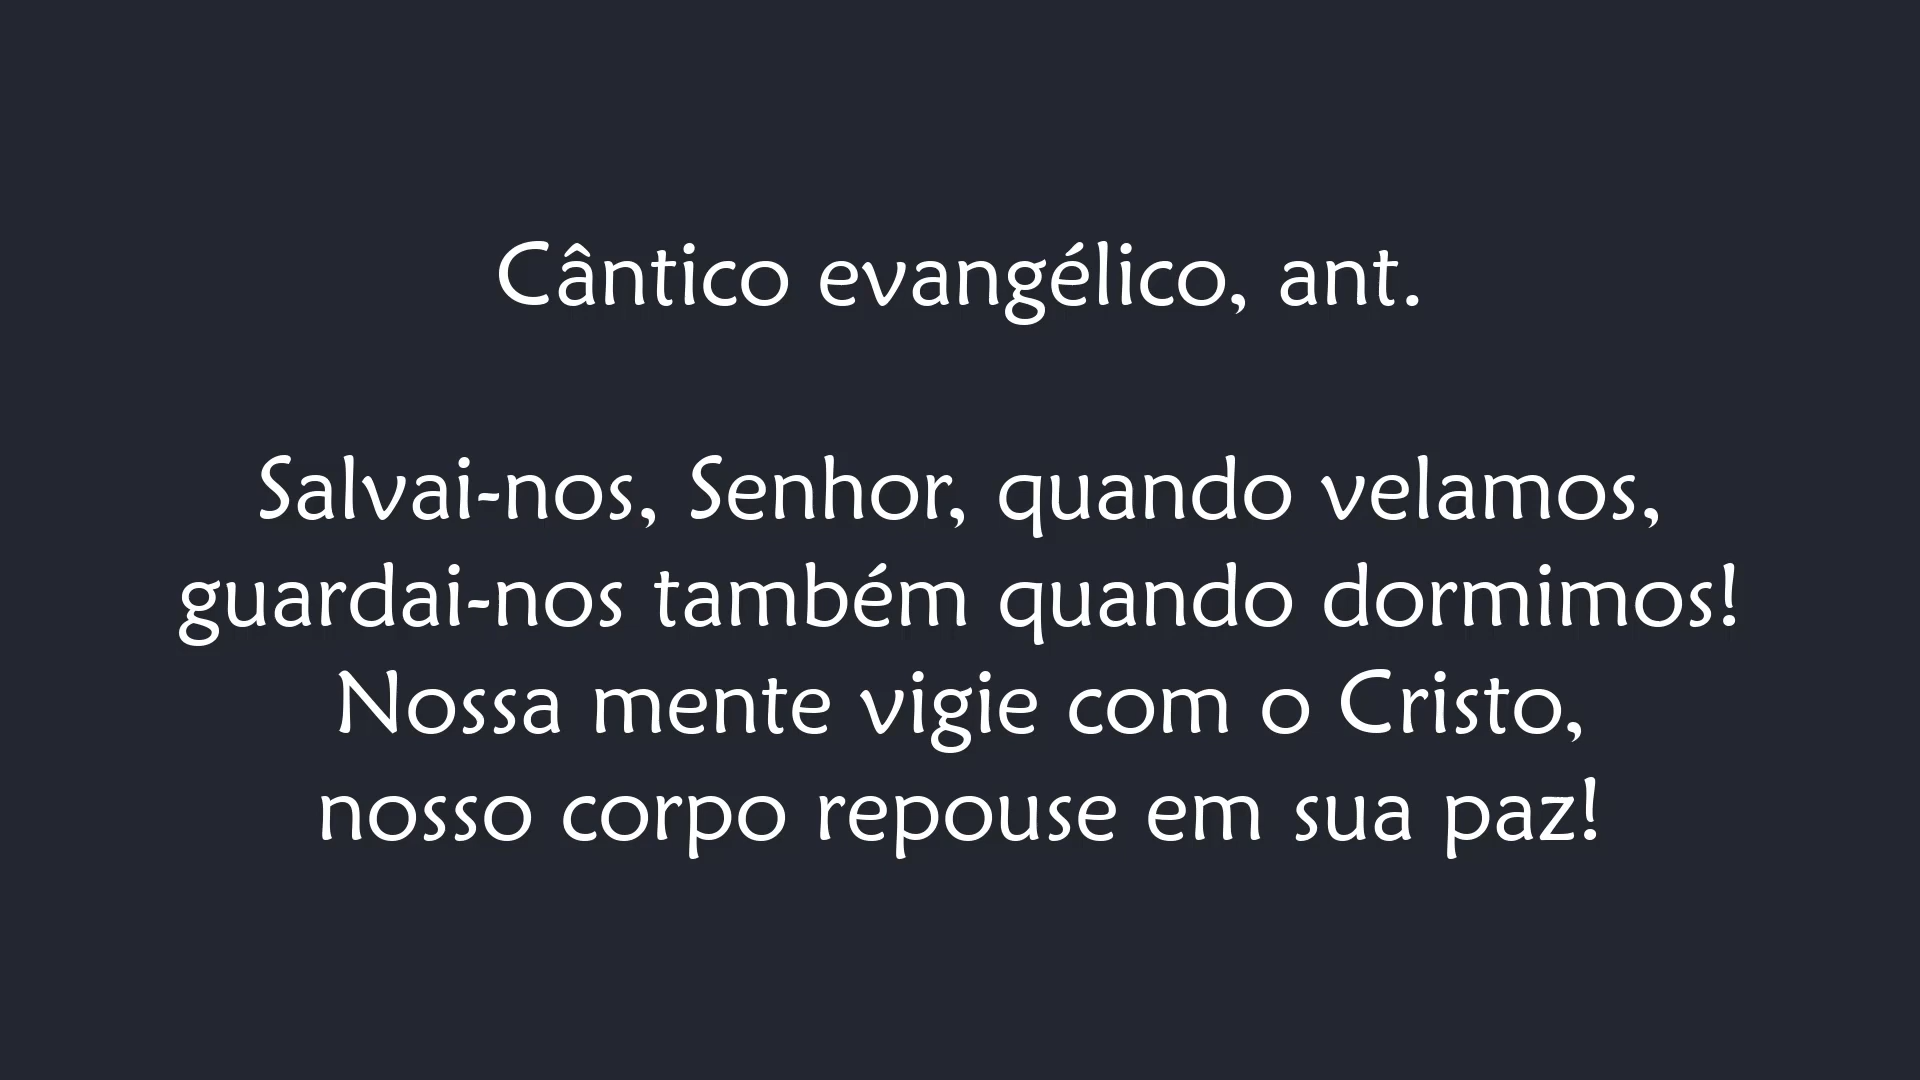 Cântico evangélico, ant.
Salvai-nos, Senhor, quando velamos,
guardai-nos também quando dormimos!
Nossa mente vigie com o Cristo,
nosso corpo repouse em sua paz!